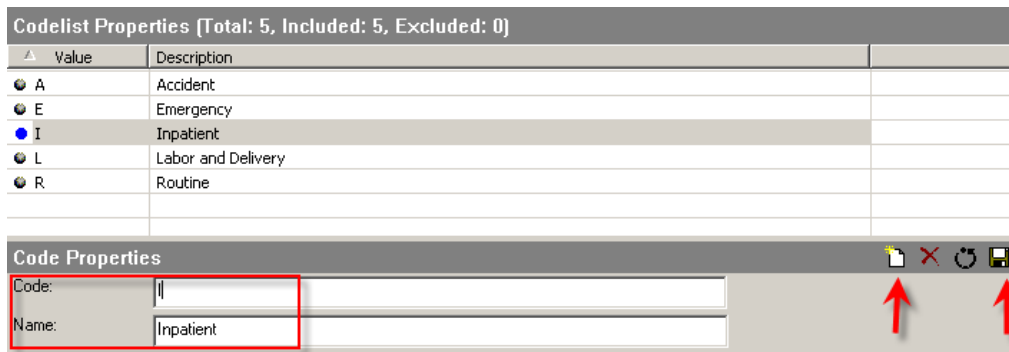 Codelist Properties (Total: 5, Included: 5, Excluded: 0)
Value Description
A Accident
E Emergency
I Inpatient
L Labor and Delivery
R Routine
Code Properties
Code: I
Name: Inpatient